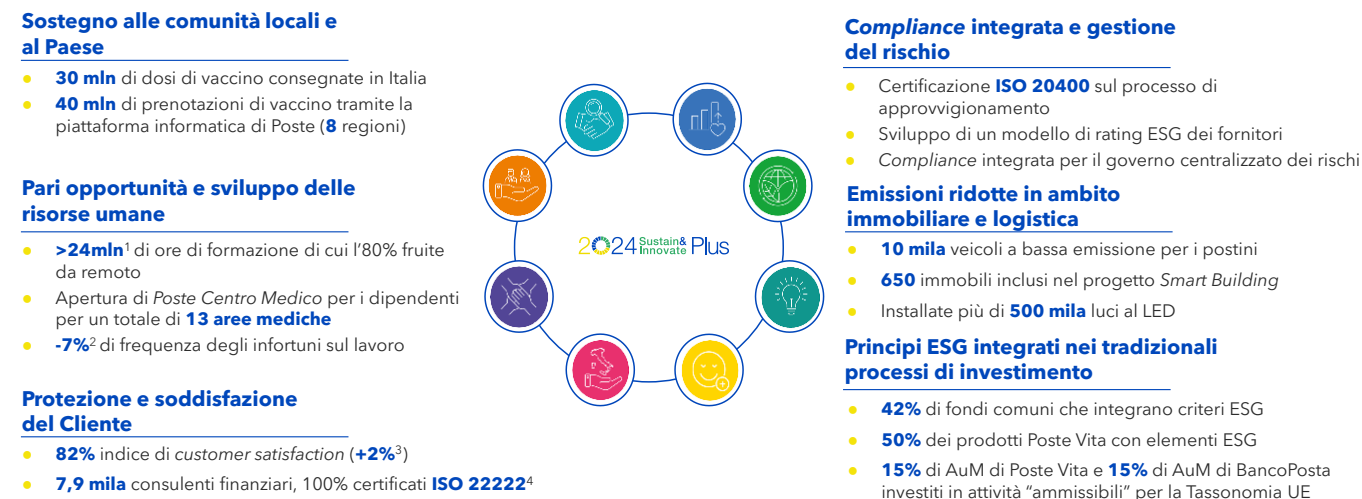 Sostegno alle comunità locali e
al Paese
● 30 mln di dosi di vaccino consegnate in Italia
● 40 mln di prenotazioni di vaccino tramite la
piattaforma informatica di Poste (8 regioni)
Pari opportunità e sviluppo delle
risorse umane
● >24mln¹ di ore di formazione di cui l'80% fruite
da remoto
● Apertura di Poste Centro Medico per i dipendenti
per un totale di 13 aree mediche
● -7%² di frequenza degli infortuni sul lavoro
Protezione e soddisfazione
del Cliente
● 82% indice di customer satisfaction (+2%³)
● 7,9 mila consulenti finanziari, 100% certificati ISO 22222⁴
2024 Sustain& Innovate Plus
Compliance integrata e gestione
del rischio
● Certificazione ISO 20400 sul processo di
approvvigionamento
● Sviluppo di un modello di rating ESG dei fornitori
● Compliance integrata per il governo centralizzato dei rischi
Emissioni ridotte in ambito
immobiliare e logistica
● 10 mila veicoli a bassa emissione per i postini
● 650 immobili inclusi nel progetto Smart Building
● Installate più di 500 mila luci al LED
Principi ESG integrati nei tradizionali
processi di investimento
● 42% di fondi comuni che integrano criteri ESG
● 50% dei prodotti Poste Vita con elementi ESG
● 15% di AuM di Poste Vita e 15% di AuM di BancoPosta
investiti in attività "ammissibili" per la Tassonomia UE